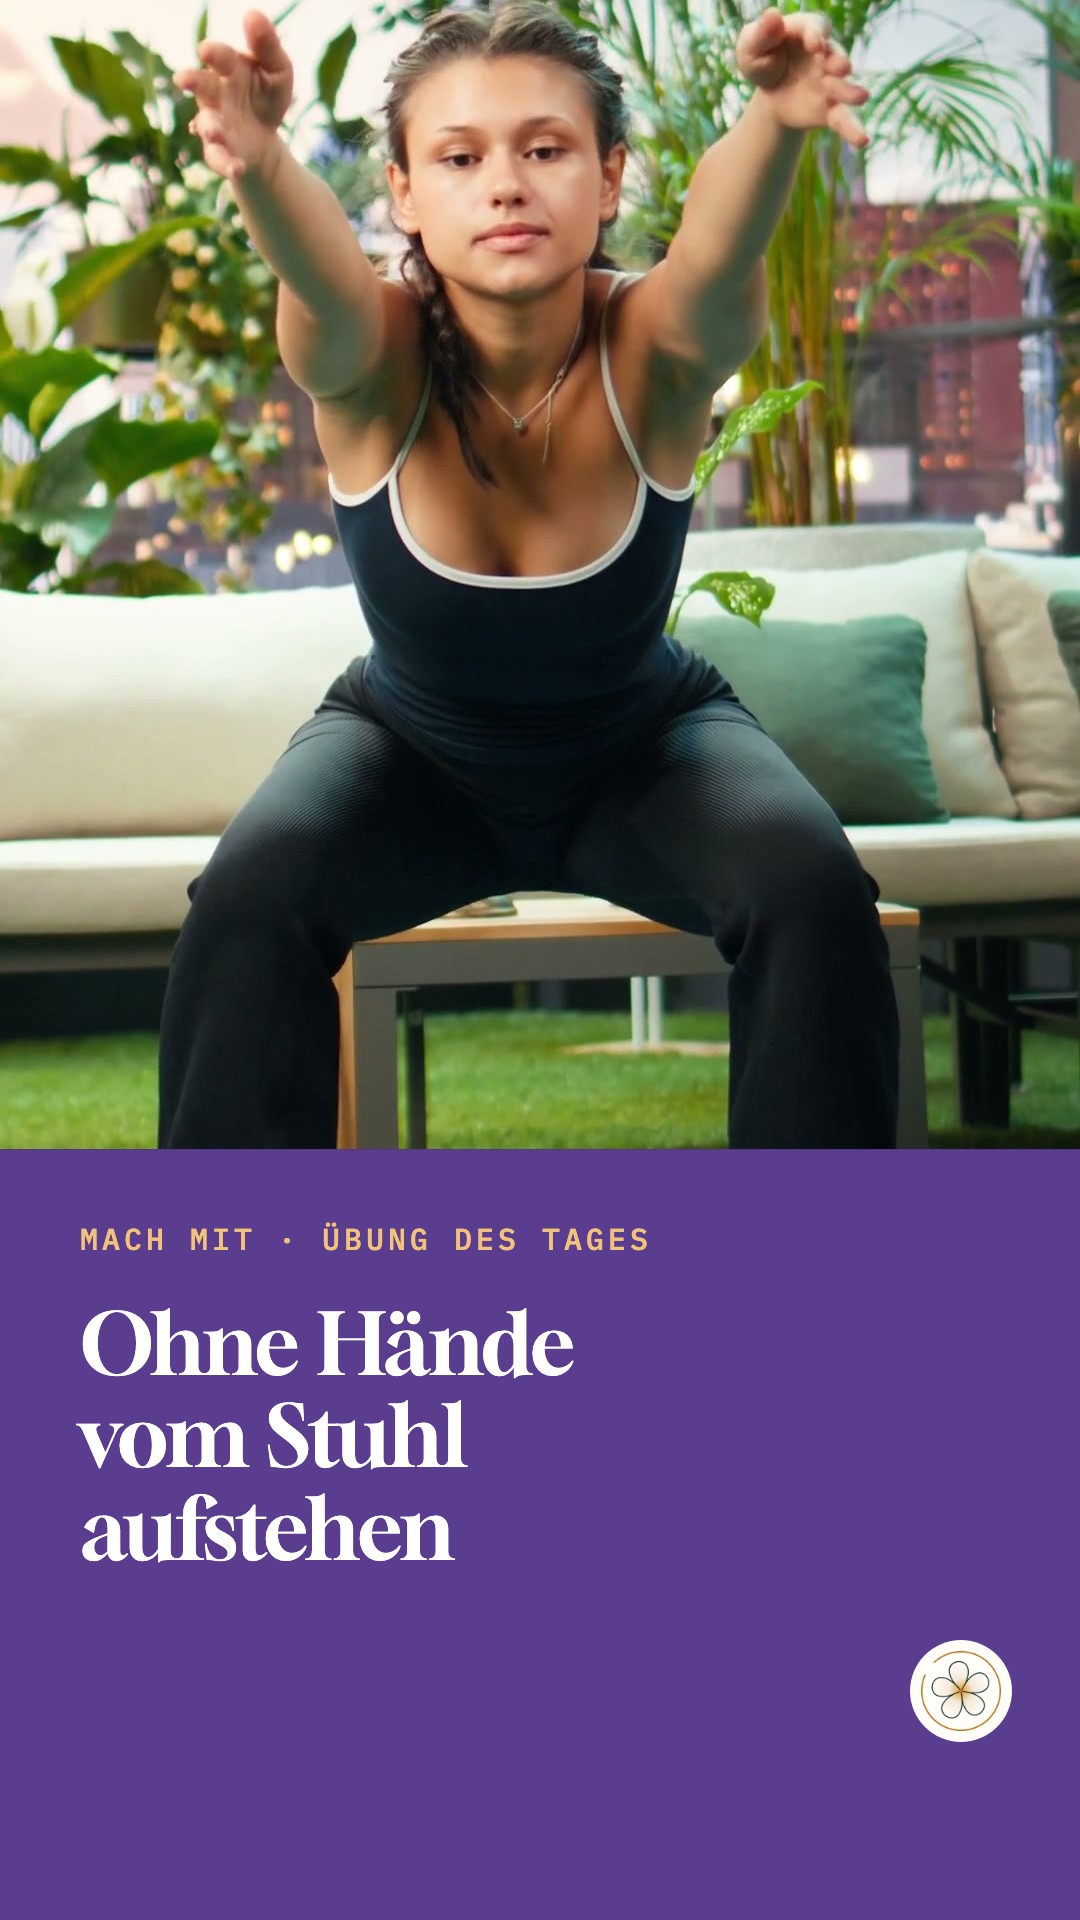 MACH MIT · ÜBUNG DES TAGES
Ohne Hände
vom Stuhl
aufstehen